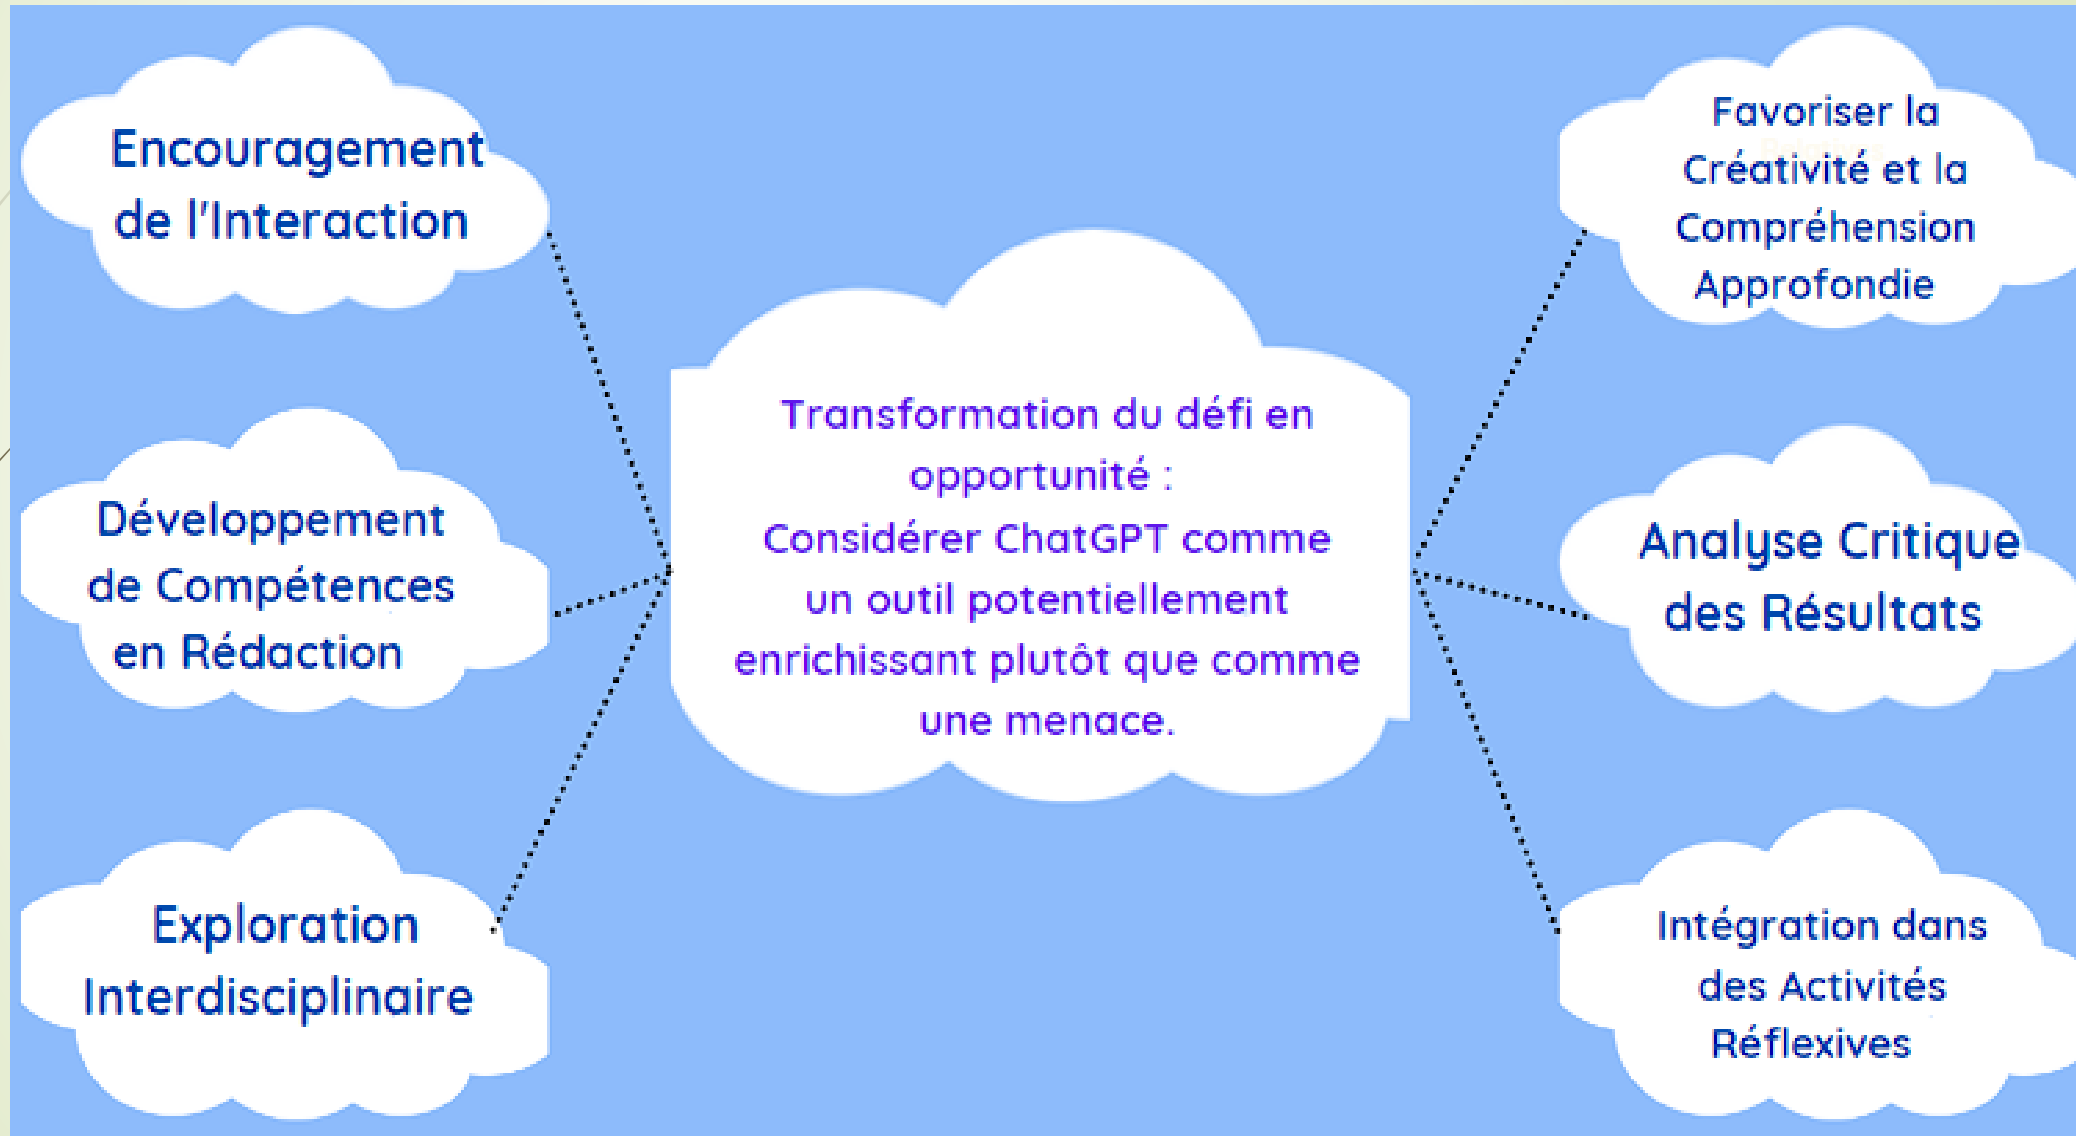 Encouragement
de l'Interaction
Développement
de Compétences
en Rédaction
Exploration
Interdisciplinaire
Transformation du défi en
opportunité :
Considérer ChatGPT comme
un outil potentiellement
enrichissant plutôt que comme
une menace.
Favoriser la
Créativité et la
Compréhension
Approfondie
Analyse Critique
des Résultats
Intégration dans
des Activités
Réflexives